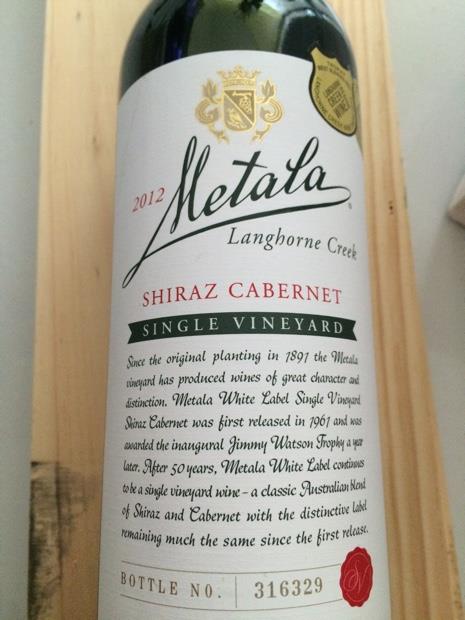 LANGHORNE
CREEK
WINE
2012
Metala
Langhorne Creek
SHIRAZ CABERNET
SINGLE VINEYARD
Since the original planting in 1891 the Metala
vineyard has produced wines of great character and
distinction. Metala White Label Single Vineyard
Shiraz Cabernet was first released in 1961 and was
awarded the inaugural Jimmy Watson Trophy a year
later. After 50 years, Metala White Label continues
to be a single vineyard wine - a classic Australian blend
of Shiraz and Cabernet with the distinctive label
remaining much the same since the first release.
BOTTLE NO. 316329
SV